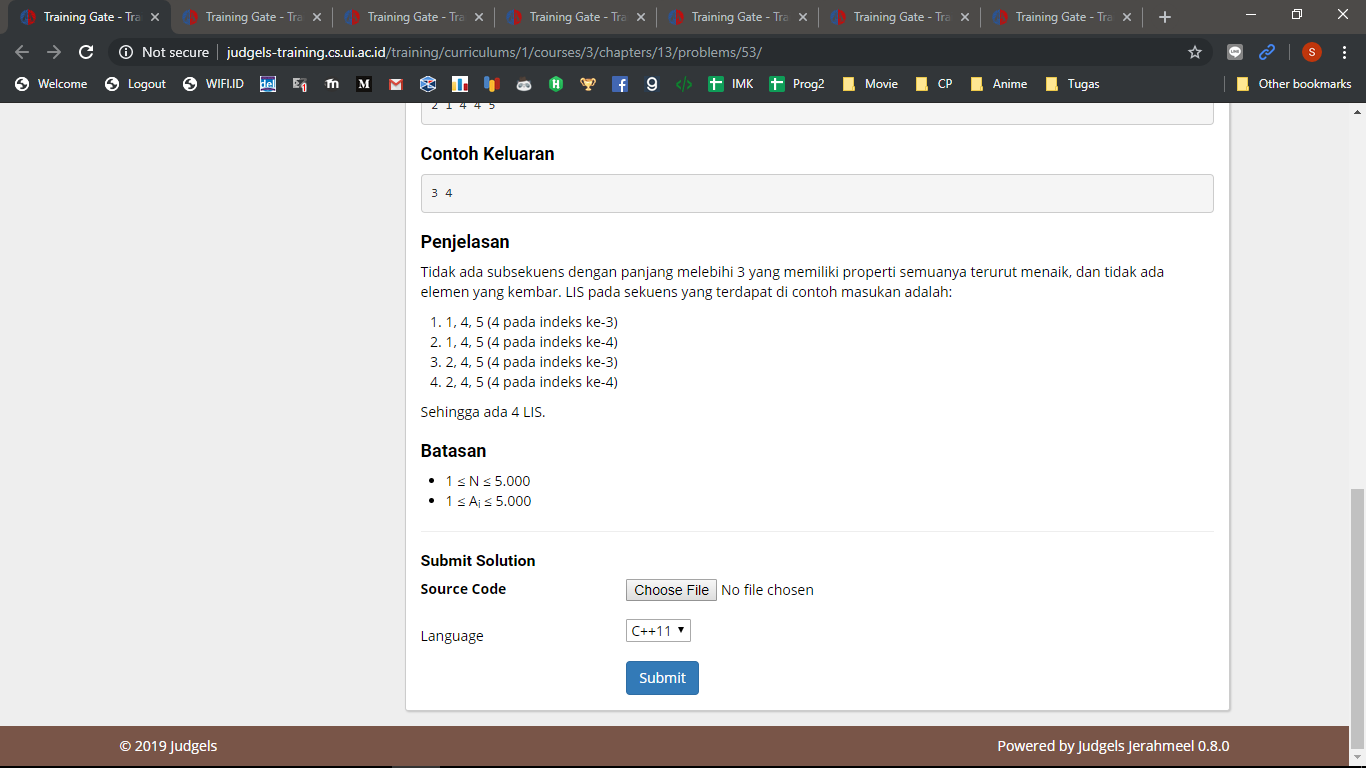 Training Gate - Tra
Training Gate - Tra
Training Gate - Tra
Training Gate - Tra
Training Gate - Tra
Training Gate - Tra
Training Gate - Tra
Not secure judgels-training.cs.ui.ac.id/training/curriculums/1/courses/3/chapters/13/problems/53/
S
Welcome Logout WIFI.ID del m M IMK Prog2 Movie CP Anime Tugas Other bookmarks
2 1 4 4 5
Contoh Keluaran
3 4
Penjelasan
Tidak ada subsekuens dengan panjang melebihi 3 yang memiliki properti semuanya terurut menaik, dan tidak ada
elemen yang kembar. LIS pada sekuens yang terdapat di contoh masukan adalah:
1. 1, 4, 5 (4 pada indeks ke-3)
2. 1, 4, 5 (4 pada indeks ke-4)
3. 2, 4, 5 (4 pada indeks ke-3)
4. 2, 4, 5 (4 pada indeks ke-4)
Sehingga ada 4 LIS.
Batasan
1 ≤ N ≤ 5.000
1 ≤ Ai ≤ 5.000
Submit Solution
Source Code Choose File No file chosen
Language C++11
Submit
© 2019 Judgels Powered by Judgels Jerahmeel 0.8.0